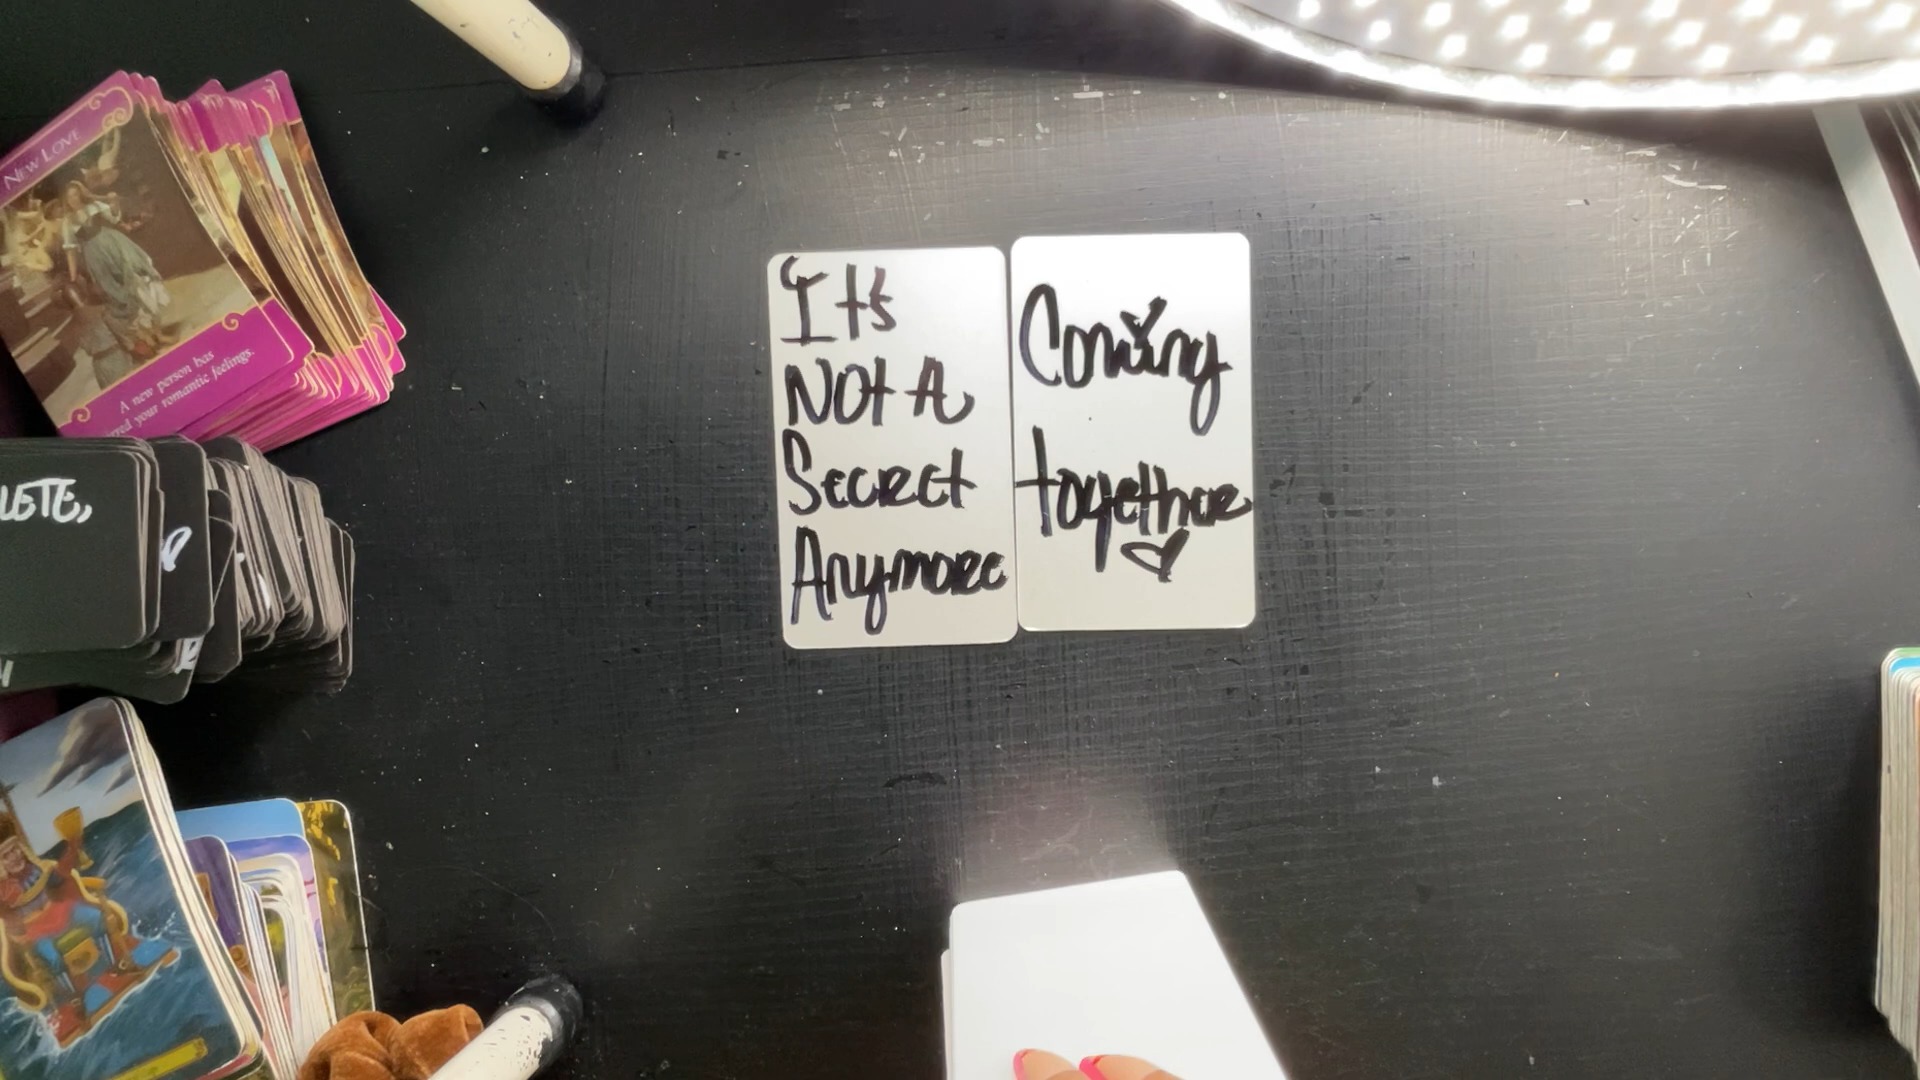 NEW LOVE
A new person has
your romantic feelings.
It's
Not A
Secret
Anymore
Coming
together